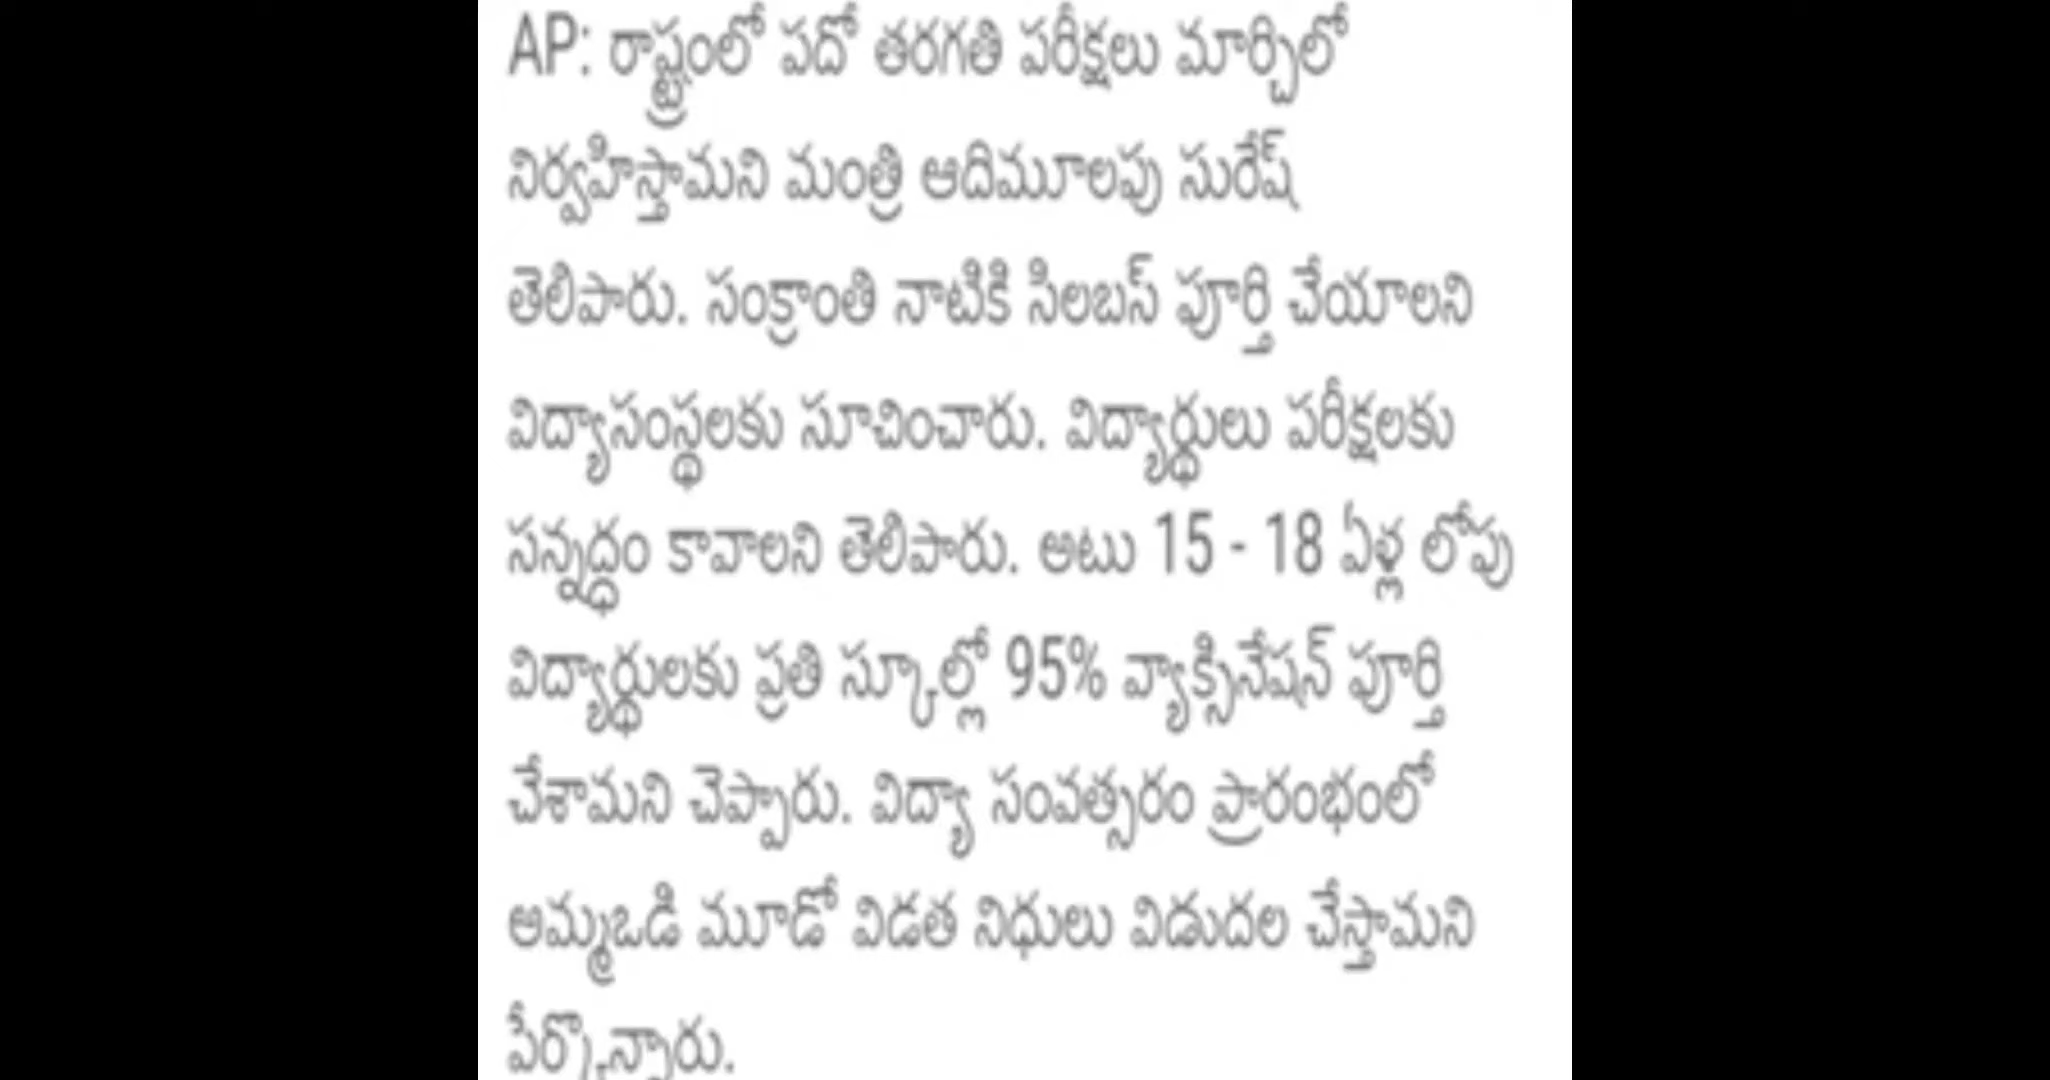 AP: రాష్ట్రంలో పదో తరగతి పరీక్షలు మార్చిలో
నిర్వహిస్తామని మంత్రి ఆదిమూలపు సురేష్
తెలిపారు. సంక్రాంతి నాటికి సిలబస్ పూర్తి చేయాలని
విద్యాసంస్థలకు సూచించారు. విద్యార్థులు పరీక్షలకు
సన్నద్ధం కావాలని తెలిపారు. అటు 15 - 18 ఏళ్ల లోపు
విద్యార్థులకు ప్రతి స్కూల్లో 95% వ్యాక్సినేషన్ పూర్తి
చేశామని చెప్పారు. విద్యా సంవత్సరం ప్రారంభంలో
అమ్మఒడి మూడో విడత నిధులు విడుదల చేస్తామని
పేర్కొన్నారు.